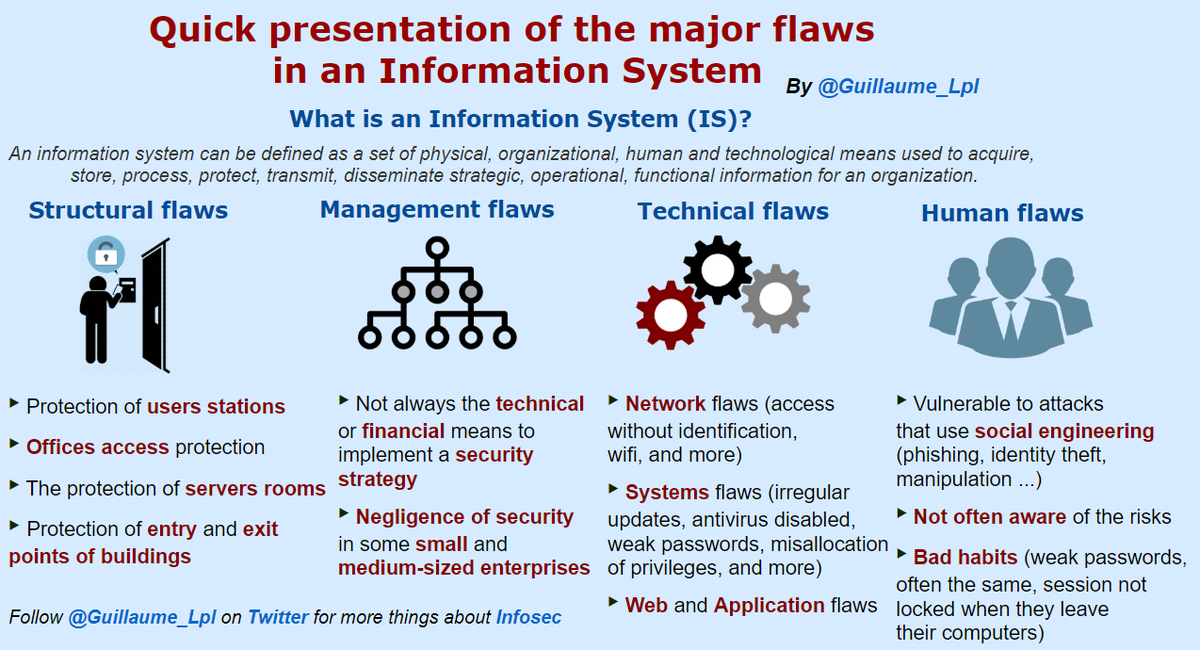 Quick presentation of the major flaws
in an Information System
By @Guillaume_Lpl
What is an Information System (IS)?
An information system can be defined as a set of physical, organizational, human and technological means used to acquire,
store, process, protect, transmit, disseminate strategic, operational, functional information for an organization.
Structural flaws
► Protection of users stations
► Offices access protection
► The protection of servers rooms
► Protection of entry and exit
points of buildings
Management flaws
► Not always the technical
or financial means to
implement a security
strategy
► Negligence of security
in some small and
medium-sized enterprises
Technical flaws
► Network flaws (access
without identification,
wifi, and more)
► Systems flaws (irregular
updates, antivirus disabled,
weak passwords, misallocation
of privileges, and more)
► Web and Application flaws
Human flaws
► Vulnerable to attacks
that use social engineering
(phishing, identity theft,
manipulation ...)
► Not often aware of the risks
► Bad habits (weak passwords,
often the same, session not
locked when they leave
their computers)
Follow @Guillaume_Lpl on Twitter for more things about Infosec